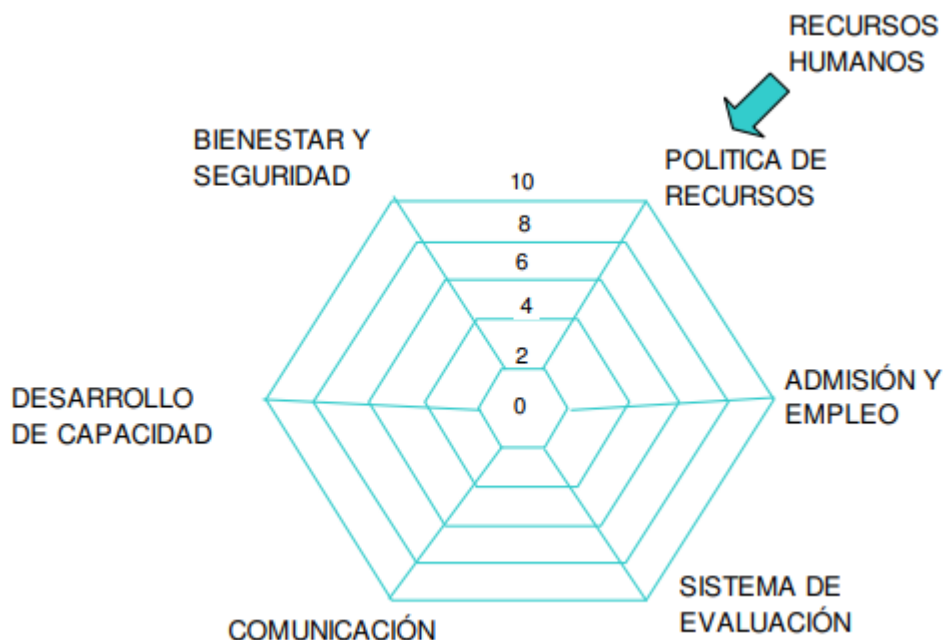 RECURSOS
HUMANOS
BIENESTAR Y
SEGURIDAD
POLITICA DE
RECURSOS
10
8
6
4
2
0
DESARROLLO
DE CAPACIDAD
ADMISIÓN Y
EMPLEO
COMUNICACIÓN
SISTEMA DE
EVALUACIÓN